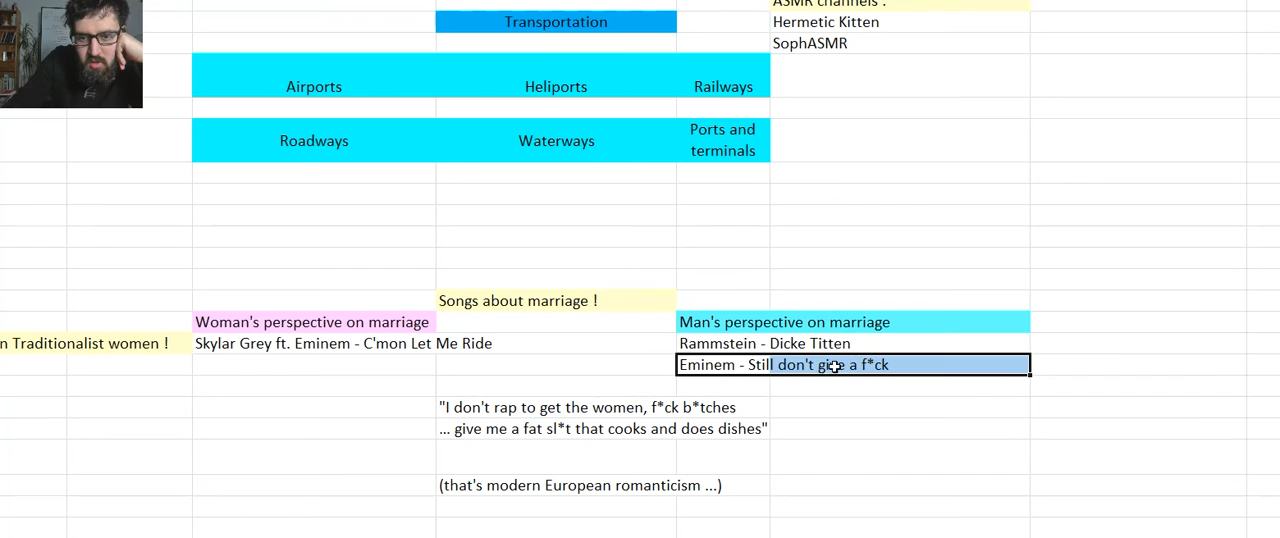 ASMR channels :
Transportation
Hermetic Kitten
SophASMR
Airports
Heliports
Railways
Roadways
Waterways
Ports and
terminals
Songs about marriage !
Woman's perspective on marriage
Man's perspective on marriage
n Traditionalist women !
Skylar Grey ft. Eminem - C'mon Let Me Ride
Rammstein - Dicke Titten
Eminem - Still don't give a f*ck
"I don't rap to get the women, f*ck b*tches
... give me a fat sl*t that cooks and does dishes"
(that's modern European romanticism ...)